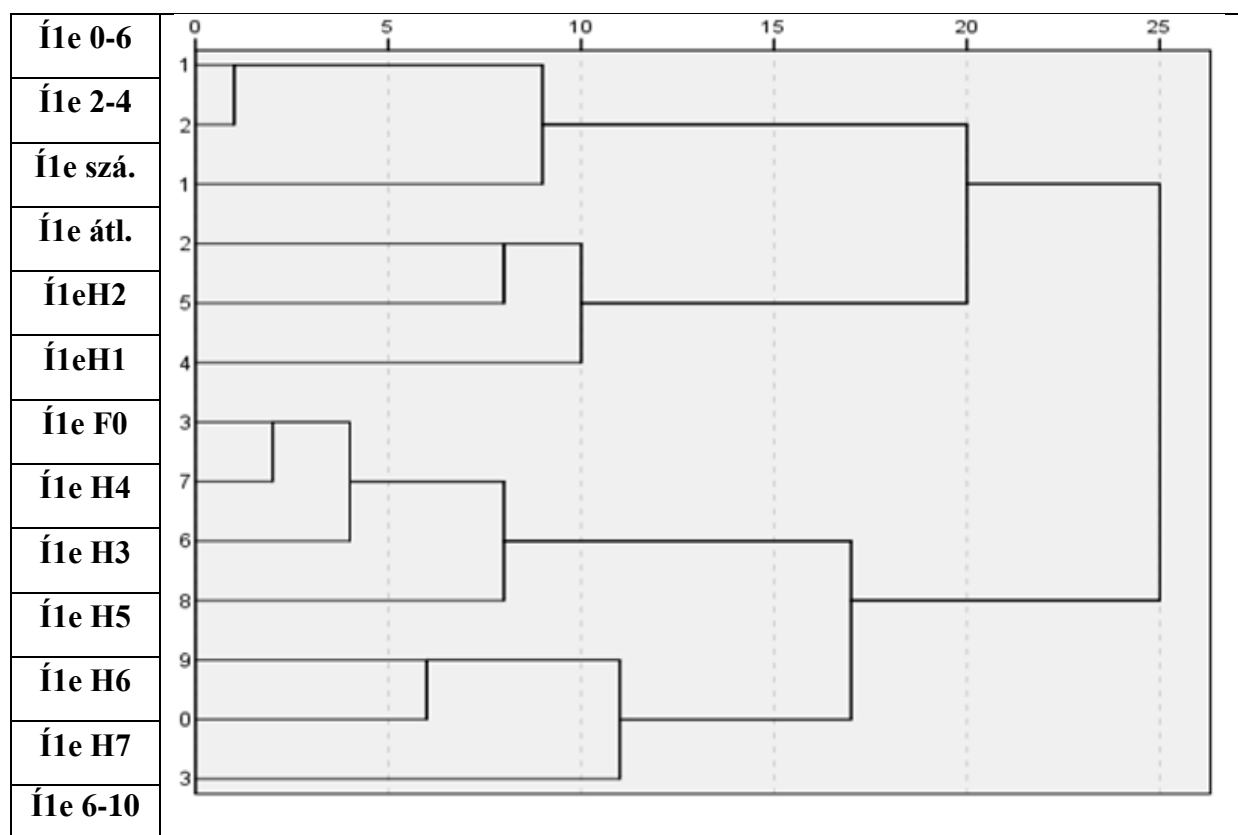 0 5 10 15 20 25
Í1e 0-6
1
Í1e 2-4
2
Í1e szá.
1
Í1e átl.
2
Í1eH2
5
Í1eH1
4
Í1e F0
3
Í1e H4
7
Í1e H3
6
Í1e H5
8
Í1e H6
9
Í1e H7
0
Í1e 6-10
3